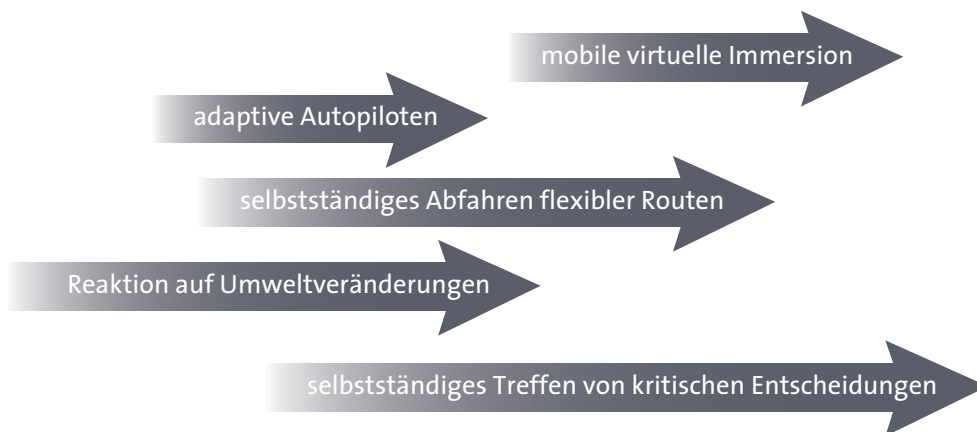 mobile virtuelle Immersion
adaptive Autopiloten
selbstständiges Abfahren flexibler Routen
Reaktion auf Umweltveränderungen
selbstständiges Treffen von kritischen Entscheidungen